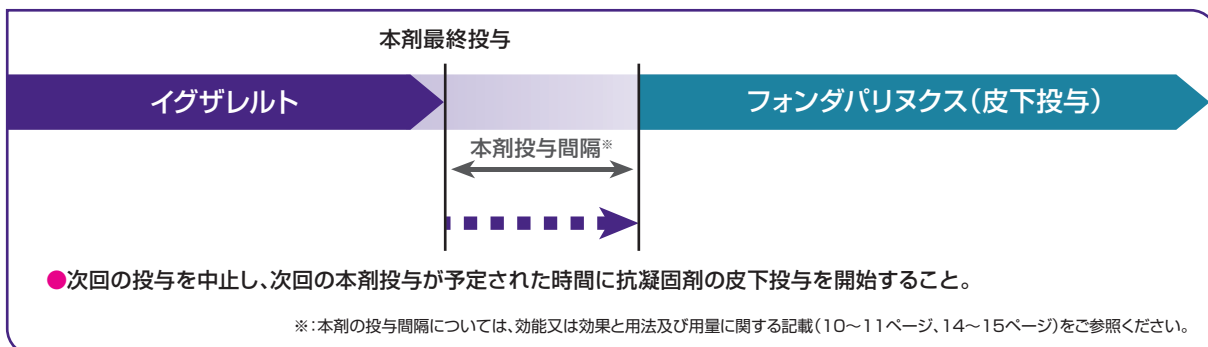 本剤最終投与
イグザレルト
フォンダパリヌクス(皮下投与)
本剤投与間隔※
●次回の投与を中止し、次回の本剤投与が予定された時間に抗凝固剤の皮下投与を開始すること。
※:本剤の投与間隔については、効能又は効果と用法及び用量に関する記載(10〜11ページ、14〜15ページ)をご参照ください。